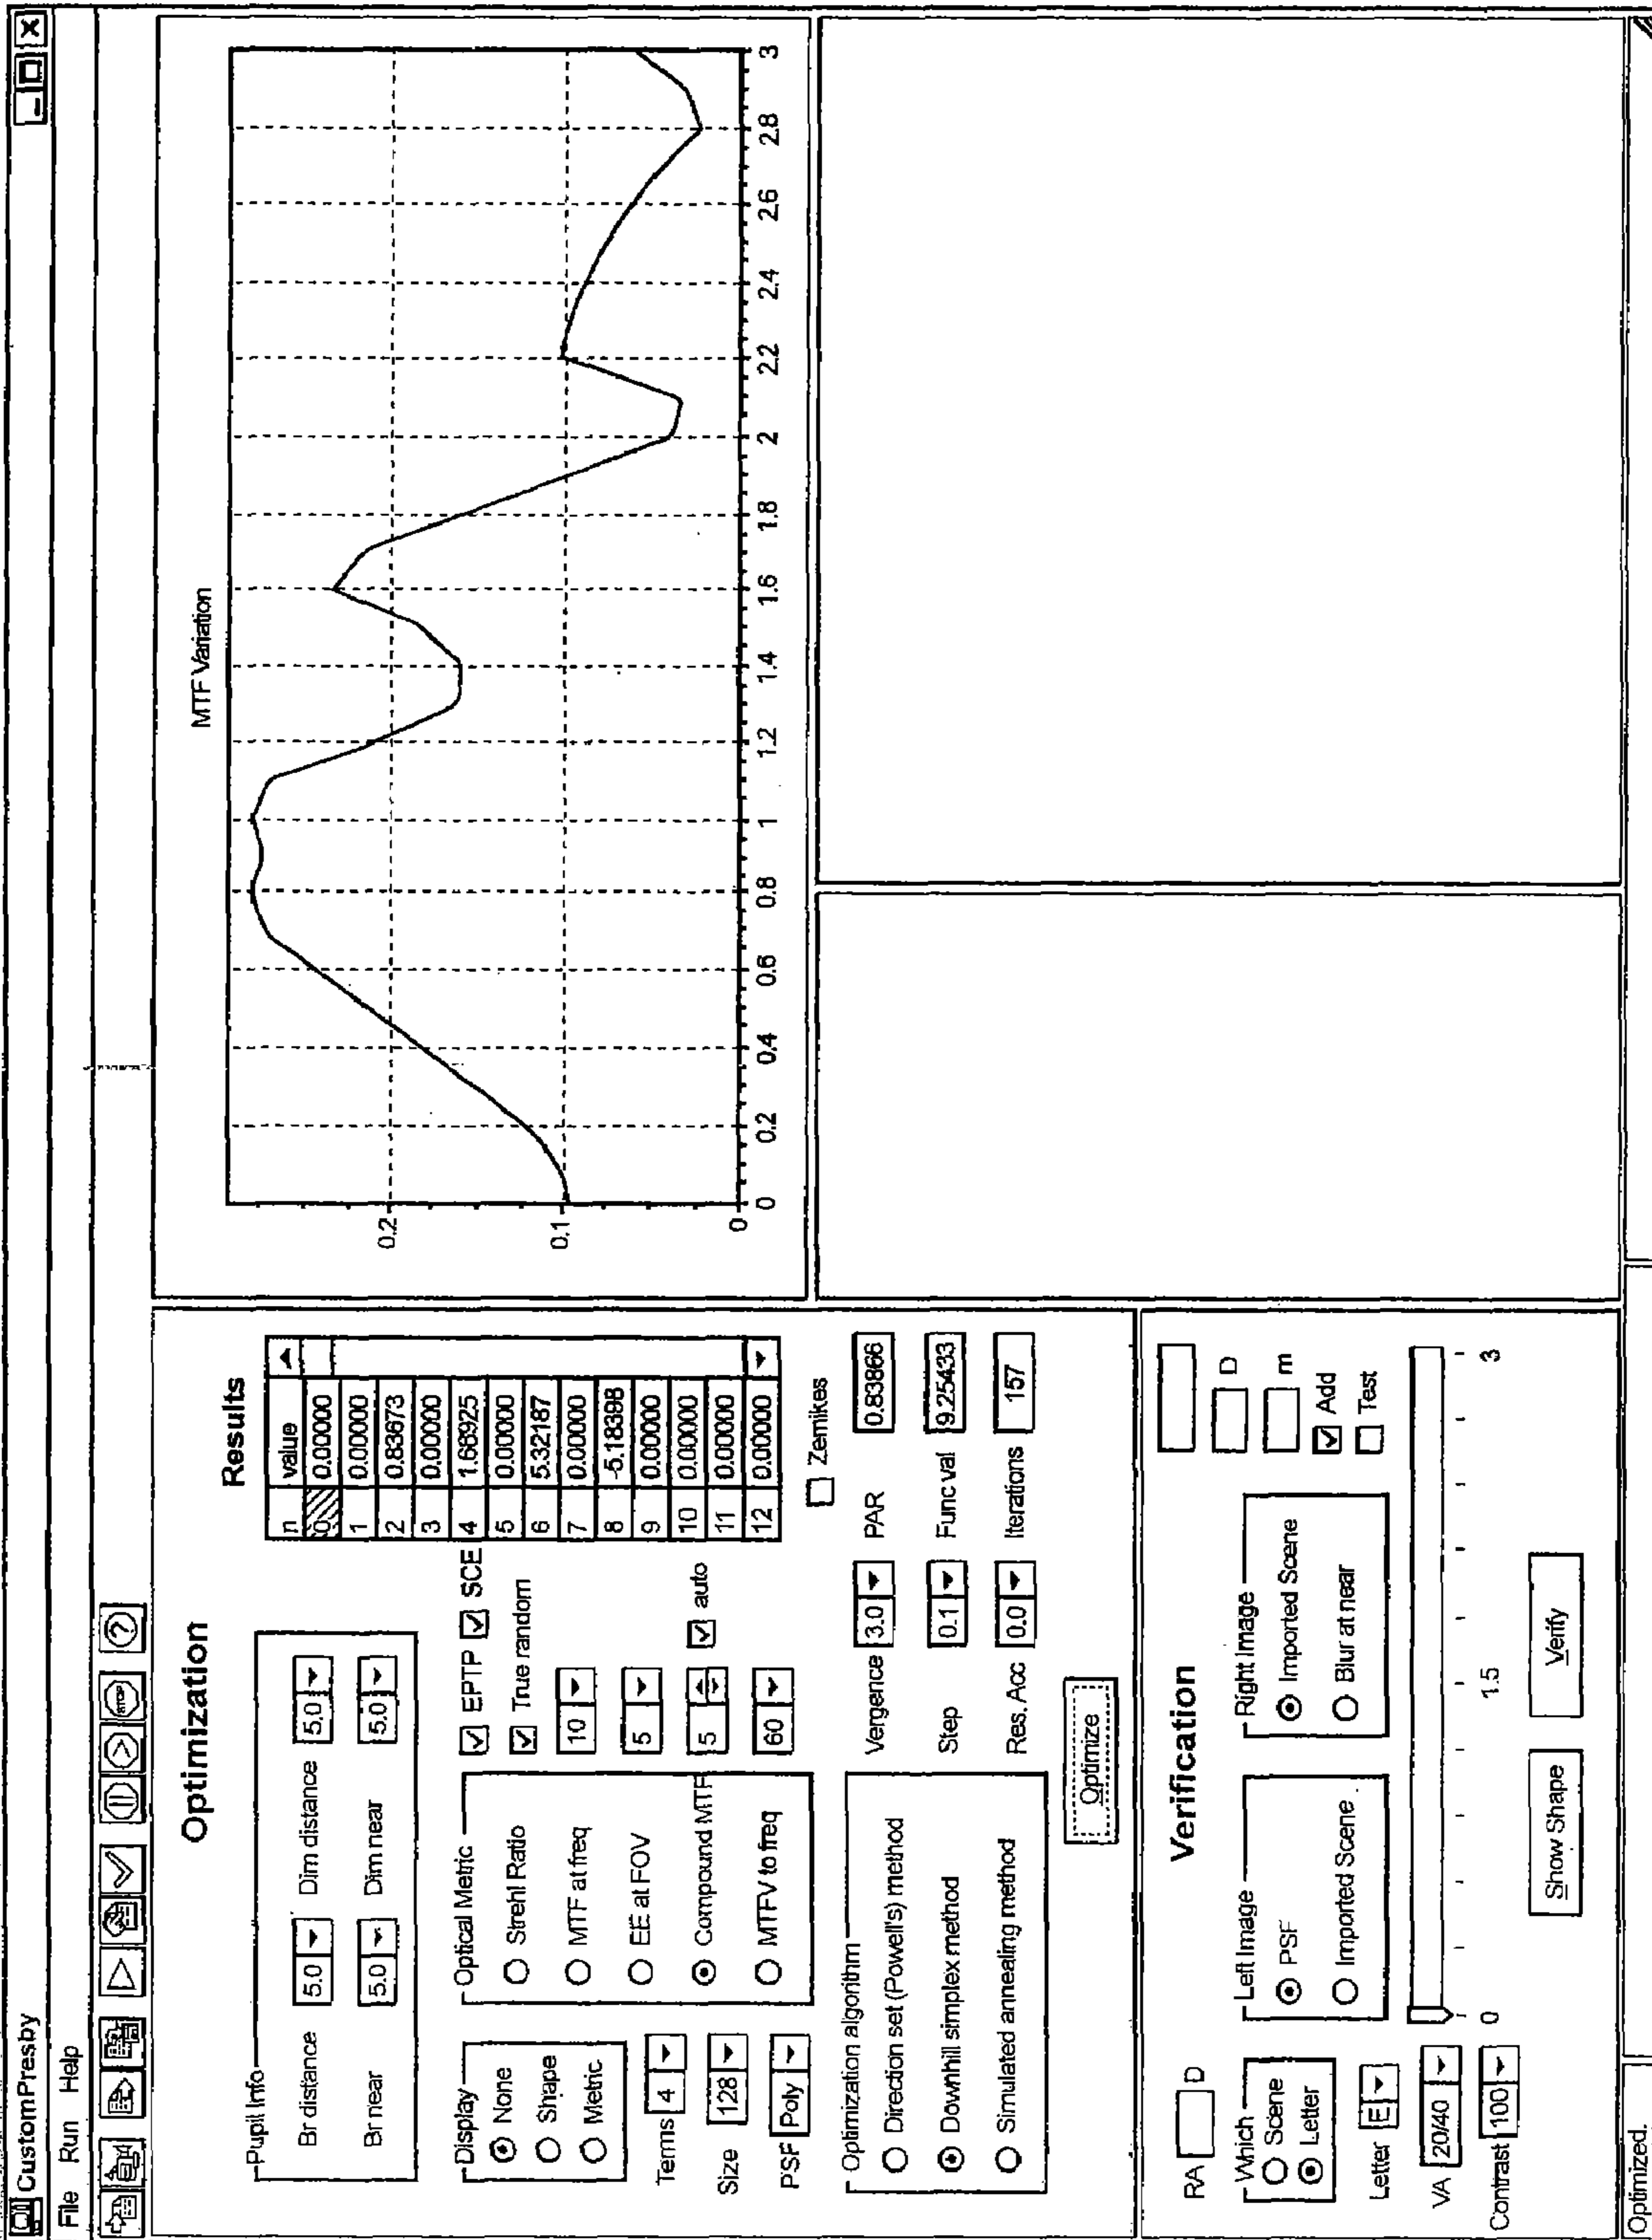 CustomPresby
File Run Help
Optimization
Pupil Info
Br distance 5.0 Dim distance 5.0
Br near 5.0 Dim near 5.0
Display
None
Shape
Metric
Terms 4
Size 128
PSF Poly
Optical Metric
Strehl Ratio
MTF at freq
EE at FOV
Compound MTF
MTFV to freq
EPTP SCE
True random
10
5
5 auto
60
Results
n value
0 0.00000
1 0.00000
2 0.83673
3 0.00000
4 1.68925
5 0.00000
6 5.32187
7 0.00000
8 -5.18398
9 0.00000
10 0.00000
11 0.00000
12 0.00000
Zernikes
Optimization algorithm
Direction set (Powell's) method
Downhill simplex method
Simulated annealing method
Vergence 3.0 PAR 0.83866
Step 0.1 Func val 9.25433
Res. Acc 0.0 Iterations 157
Optimize
Verification
RA D
Which
Scene
Letter
Letter E
VA 20/40
Contrast 100
Left Image
PSF
Imported Scene
Right Image
Imported Scene
Blur at near
D
m
Add
Test
0 1.5 3
Show Shape Verify
Optimized.
MTF Variation
0.2
0.1
0
0 0.2 0.4 0.6 0.8 1 1.2 1.4 1.6 1.8 2 2.2 2.4 2.6 2.8 3